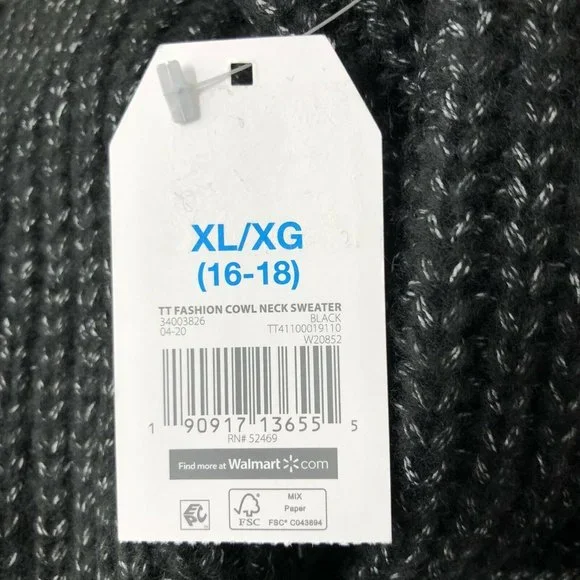 XL/XG
(16-18)
TT FASHION COWL NECK SWEATER
34003826 BLACK
04-20 TT41100019110
W20852
1 90917 13655 5
RN# 52469
Find more at Walmart.com
EPC
MIX
Paper
FSC FSC® C043894